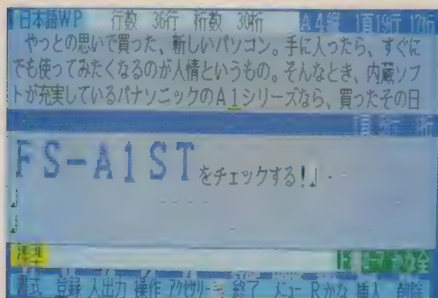 日本語WP 行数 36行 桁数 30桁 A4縦 1頁19行 17桁
やっとの思いで買った、新しいパソコン。手に入ったら、すぐに
でも使ってみたくなるのが人情というもの。そんなとき、内蔵ソフ
トが充実しているパナソニックのA1シリーズなら、買ったその日
FS-A1STをチェックする!」
書式 登録 入出力 操作 アクセサリー 終了 メニュー Rかな 挿入 削除